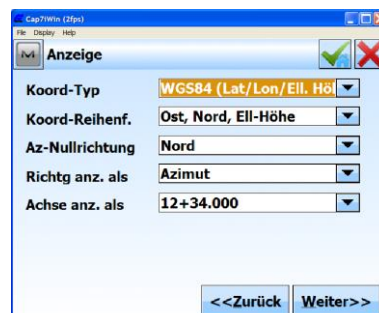 Cap7iWin (2fps)
File Display Help
Anzeige
Koord-Typ WGS84 (Lat/Lon/Ell. Höl
Koord-Reihenf. Ost, Nord, Ell-Höhe
Az-Nullrichtung Nord
Richtg anz. als Azimut
Achse anz. als 12+34.000
<<Zurück Weiter>>